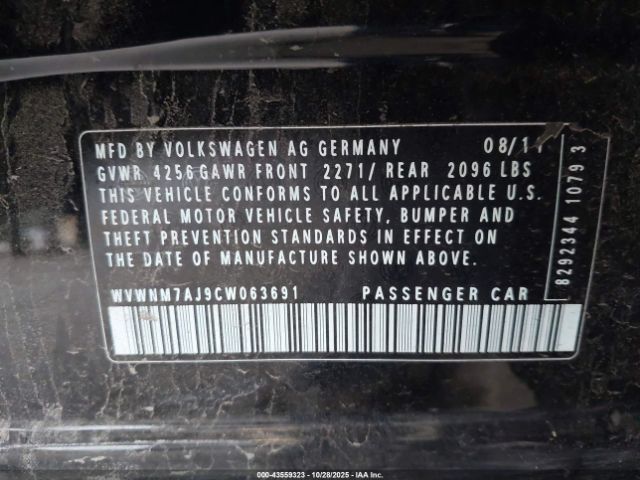 MFD BY VOLKSWAGEN AG GERMANY 08/11
GVWR 4256 GAWR FRONT 2271/ REAR 2096 LBS
THIS VEHICLE CONFORMS TO ALL APPLICABLE U.S.
FEDERAL MOTOR VEHICLE SAFETY, BUMPER AND
THEFT PREVENTION STANDARDS IN EFFECT ON
DATE OF MANUFACTURE SHOWN ABOVE.
WVWNM7AJ9CW063691 PASSENGER CAR
8292344 1079 3
000-43559323 | 10/28/2025 | © IAA, Inc.